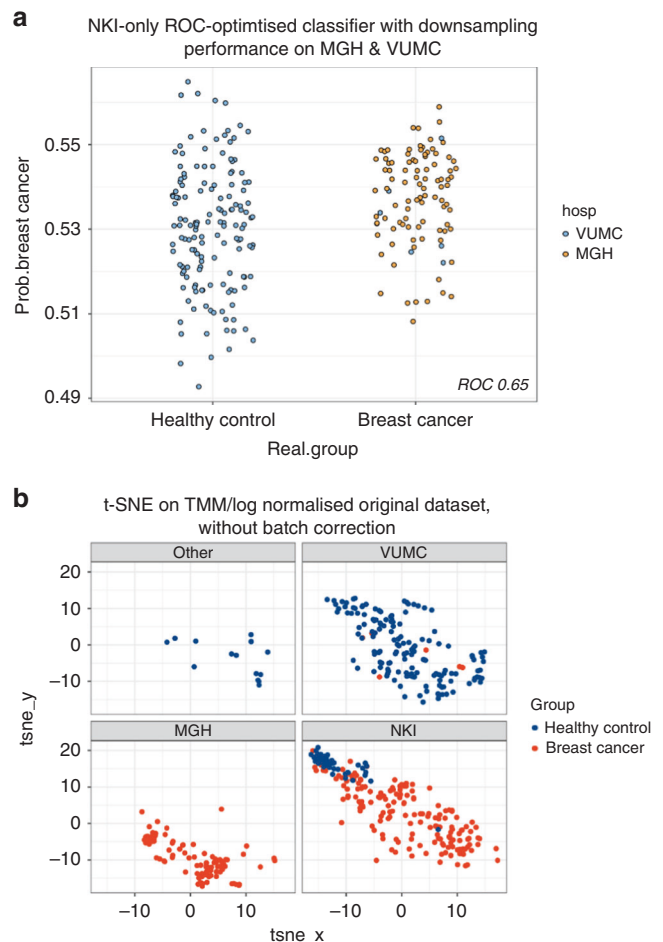 a
NKI-only ROC-optimtised classifier with downsampling
performance on MGH & VUMC
Prob.breast cancer
0.55
0.53
0.51
0.49
ROC 0.65
Healthy control
Breast cancer
Real.group
hosp
VUMC
MGH
b
t-SNE on TMM/log normalised original dataset,
without batch correction
Other
VUMC
MGH
NKI
tsne_y
20
10
0
−10
20
10
0
−10
−10
0
10
−10
0
10
tsne_x
Group
Healthy control
Breast cancer